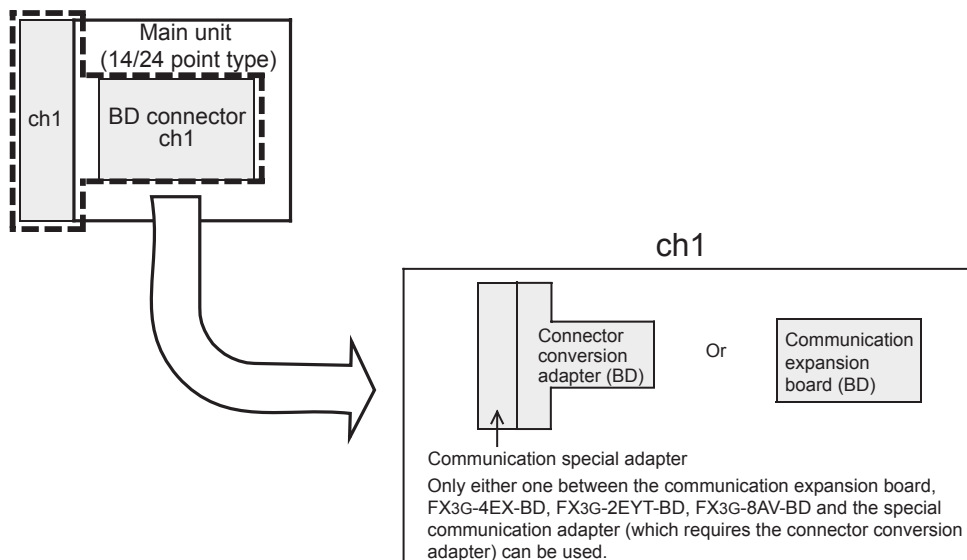 Main unit
(14/24 point type)
ch1
BD connector
ch1
ch1
Connector
conversion
adapter (BD)
Or
Communication
expansion
board (BD)
Communication special adapter
Only either one between the communication expansion board,
FX3G-4EX-BD, FX3G-2EYT-BD, FX3G-8AV-BD and the special
communication adapter (which requires the connector conversion
adapter) can be used.